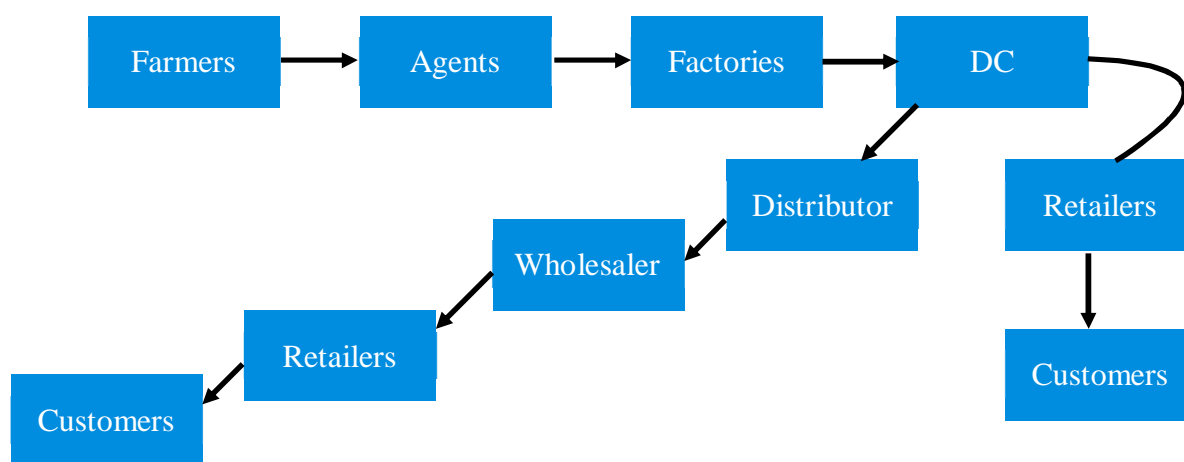 Farmers
Agents
Factories
DC
Distributor
Retailers
Wholesaler
Retailers
Customers
Customers